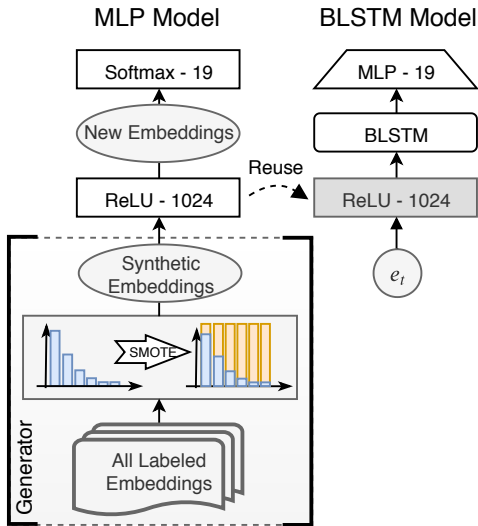 MLP Model
Softmax - 19
New Embeddings
ReLU - 1024
Synthetic
Embeddings
SMOTE
All Labeled
Embeddings
Generator
Reuse
BLSTM Model
MLP - 19
BLSTM
ReLU - 1024
e_t